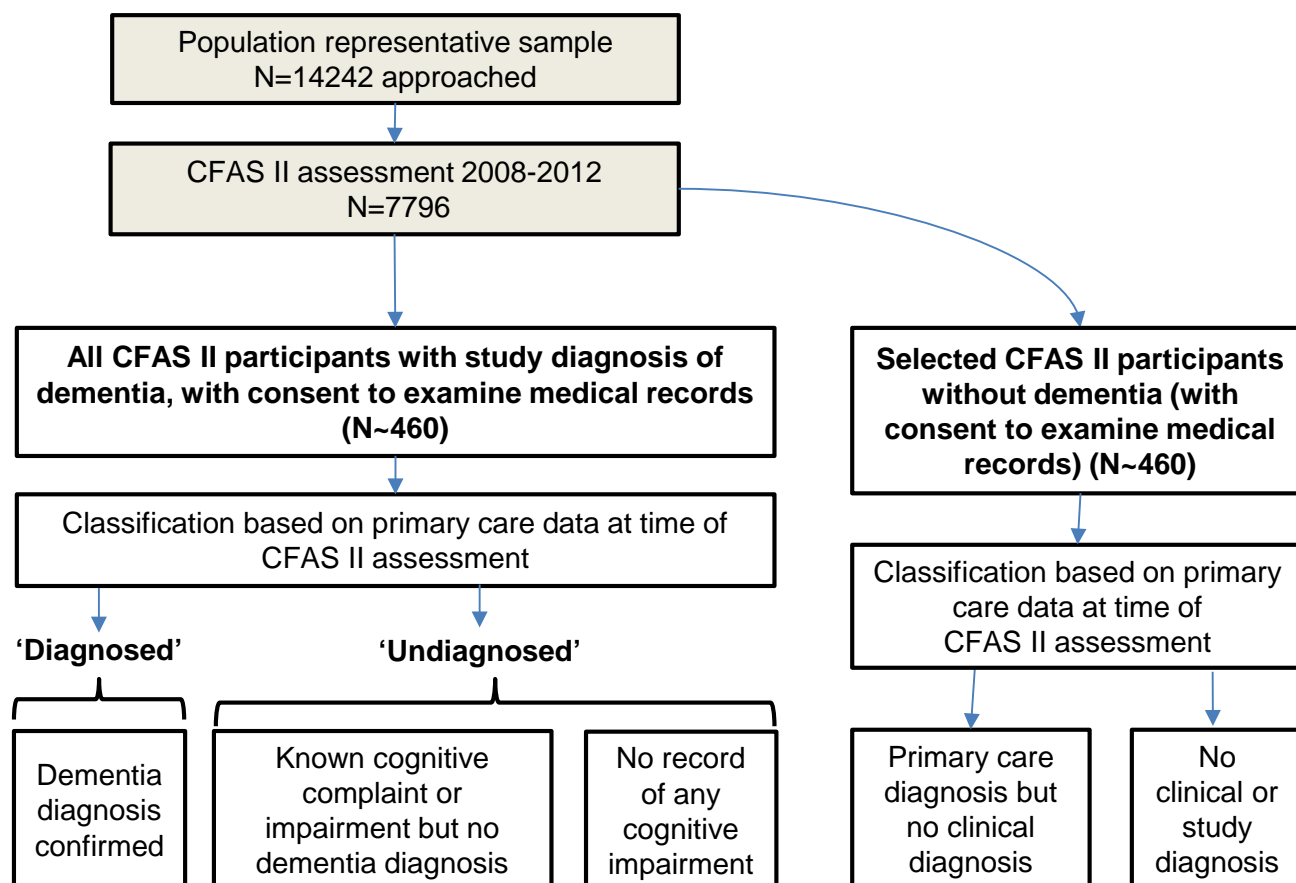 Population representative sample
N=14242 approached
CFAS II assessment 2008-2012
N=7796
All CFAS II participants with study diagnosis of
dementia, with consent to examine medical records
(N~460)
Selected CFAS II participants
without dementia (with
consent to examine medical
records) (N~460)
Classification based on primary care data at time of
CFAS II assessment
Classification based on primary
care data at time of
CFAS II assessment
‘Diagnosed’
‘Undiagnosed’
Dementia
diagnosis
confirmed
Known cognitive
complaint or
impairment but no
dementia diagnosis
No record
of any
cognitive
impairment
Primary care
diagnosis but
no clinical
diagnosis
No
clinical or
study
diagnosis